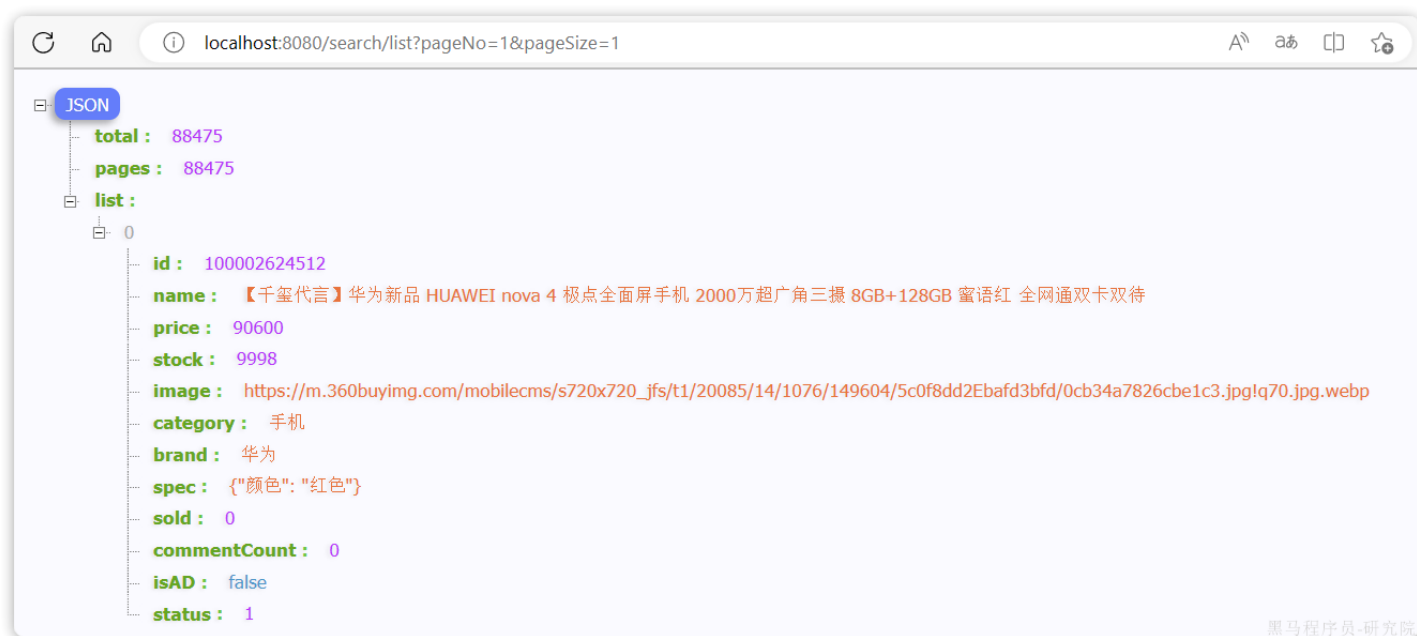 localhost:8080/search/list?pageNo=1&pageSize=1
JSON
total : 88475
pages : 88475
list :
0
id : 100002624512
name : 【千玺代言】华为新品 HUAWEI nova 4 极点全面屏手机 2000万超广角三摄 8GB+128GB 蜜语红 全网通双卡双待
price : 90600
stock : 9998
image : https://m.360buyimg.com/mobilecms/s720x720_jfs/t1/20085/14/1076/149604/5c0f8dd2Ebafd3bfd/0cb34a7826cbe1c3.jpg!q70.jpg.webp
category : 手机
brand : 华为
spec : {"颜色": "红色"}
sold : 0
commentCount : 0
isAD : false
status : 1
黑马程序员-研究院